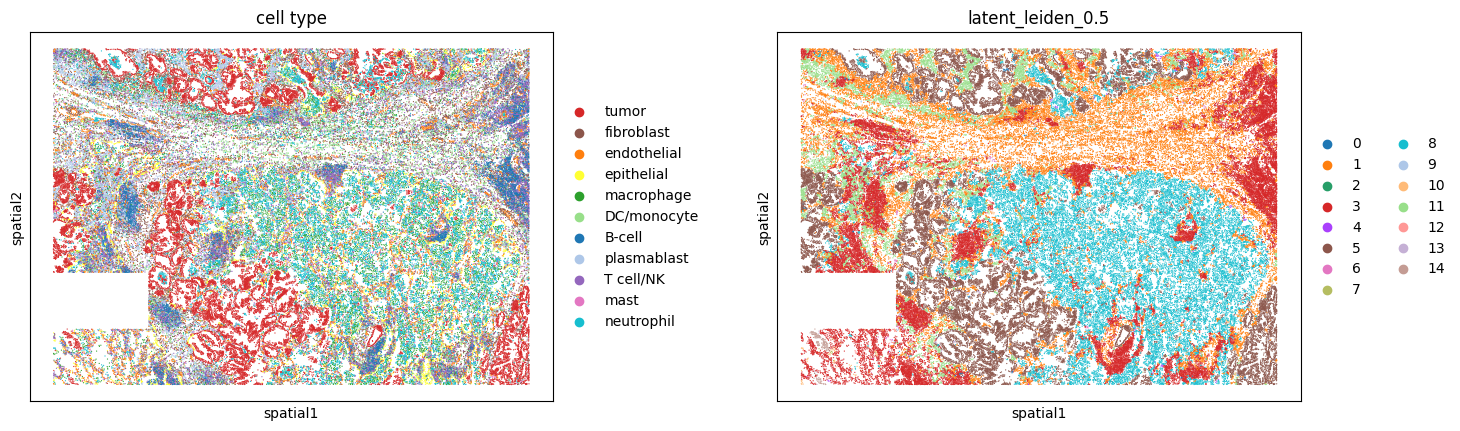 cell type
spatial2
spatial1
tumor
fibroblast
endothelial
epithelial
macrophage
DC/monocyte
B-cell
plasmablast
T cell/NK
mast
neutrophil
latent_leiden_0.5
spatial2
spatial1
0 8
1 9
2 10
3 11
4 12
5 13
6 14
7